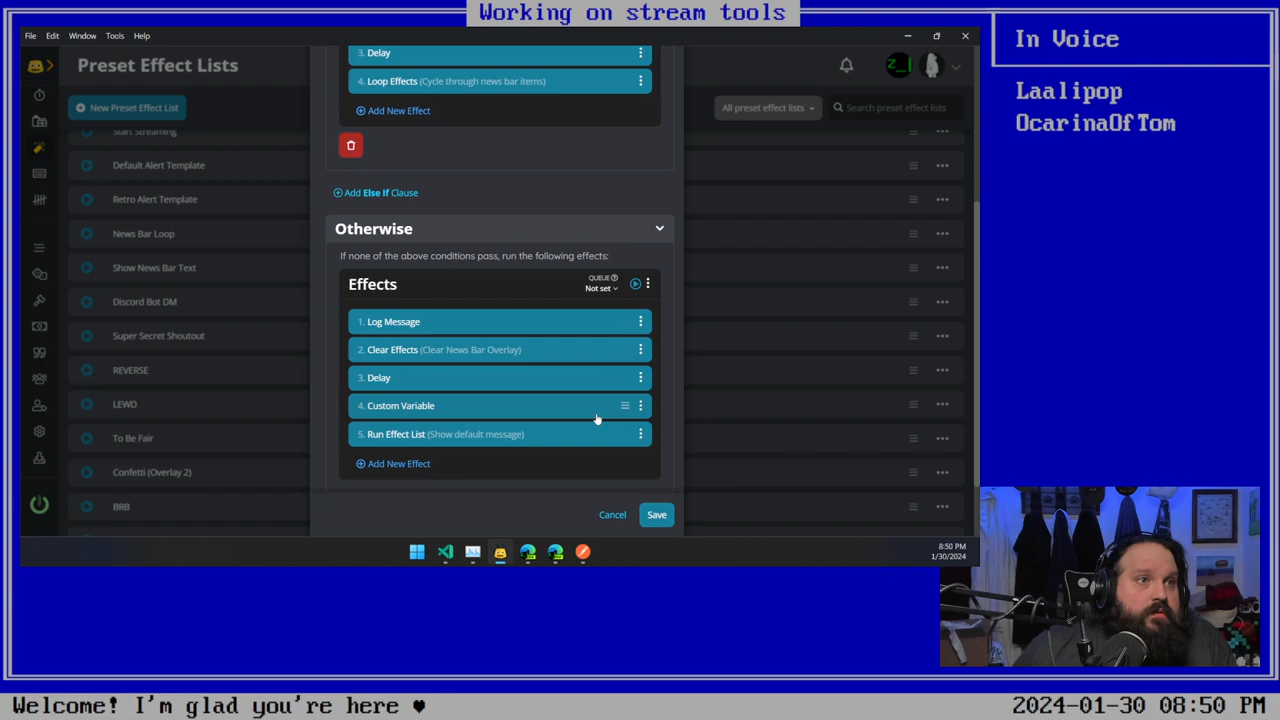 Working on stream tools
File Edit Window Tools Help
Preset Effect Lists
z_l
New Preset Effect List
All preset effect lists
Search preset effect lists
Start Streaming
Default Alert Template
Retro Alert Template
News Bar Loop
Show News Bar Text
Discord Bot DM
Super Secret Shoutout
REVERSE
LEWD
To Be Fair
Confetti (Overlay 2)
BRB
3. Delay
4. Loop Effects (Cycle through news bar items)
Add New Effect
Add Else If Clause
Otherwise
If none of the above conditions pass, run the following effects:
Effects
QUEUE
Not set
1. Log Message
2. Clear Effects (Clear News Bar Overlay)
3. Delay
4. Custom Variable
5. Run Effect List (Show default message)
Add New Effect
Cancel
Save
8:50 PM
1/30/2024
In Voice
Laalipop
OcarinaOfTom
Welcome! I'm glad you're here ♥
2024-01-30 08:50 PM